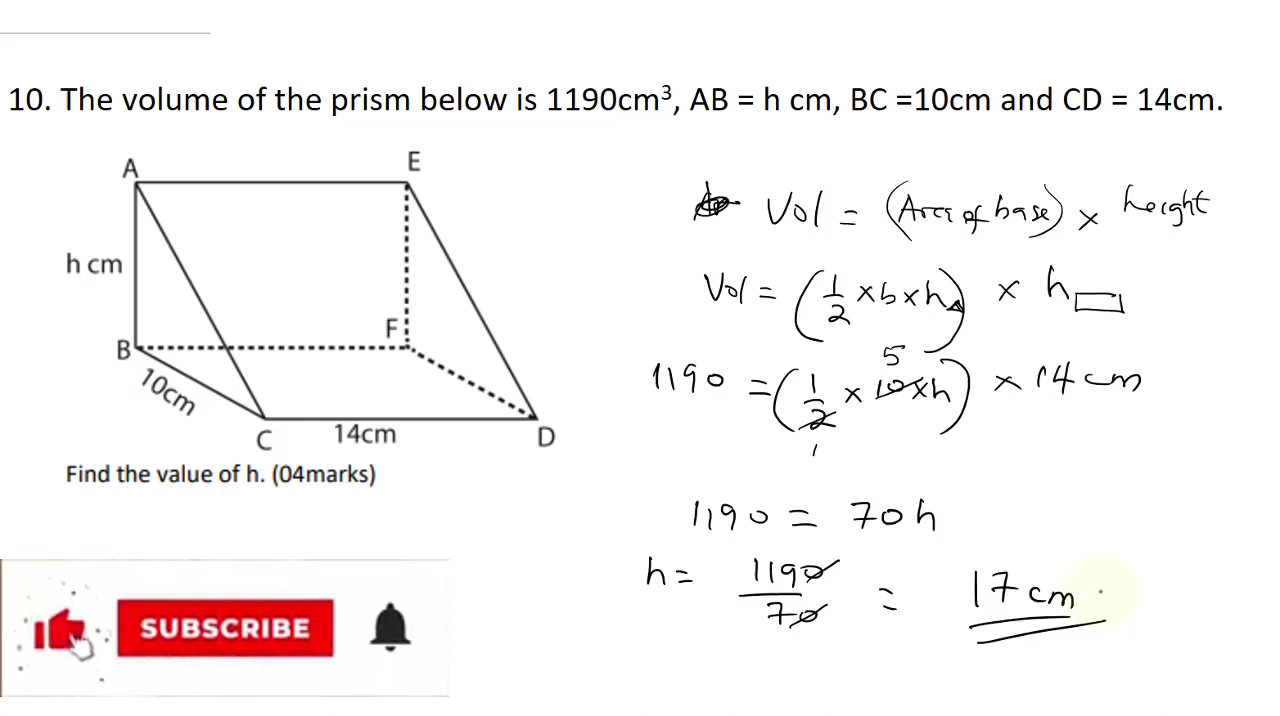 10. The volume of the prism below is 1190cm³, AB = h cm, BC =10cm and CD = 14cm.
A
E
h cm
B
F
10cm
C
14cm
D
Find the value of h. (04marks)
Vol = (Area of base) × height
Vol = (1/2 × b × h) × h
5
1190 = (1/2 × 10 × h) × 14 cm
1
1190 = 70h
h = 1190/70 = 17 cm
SUBSCRIBE